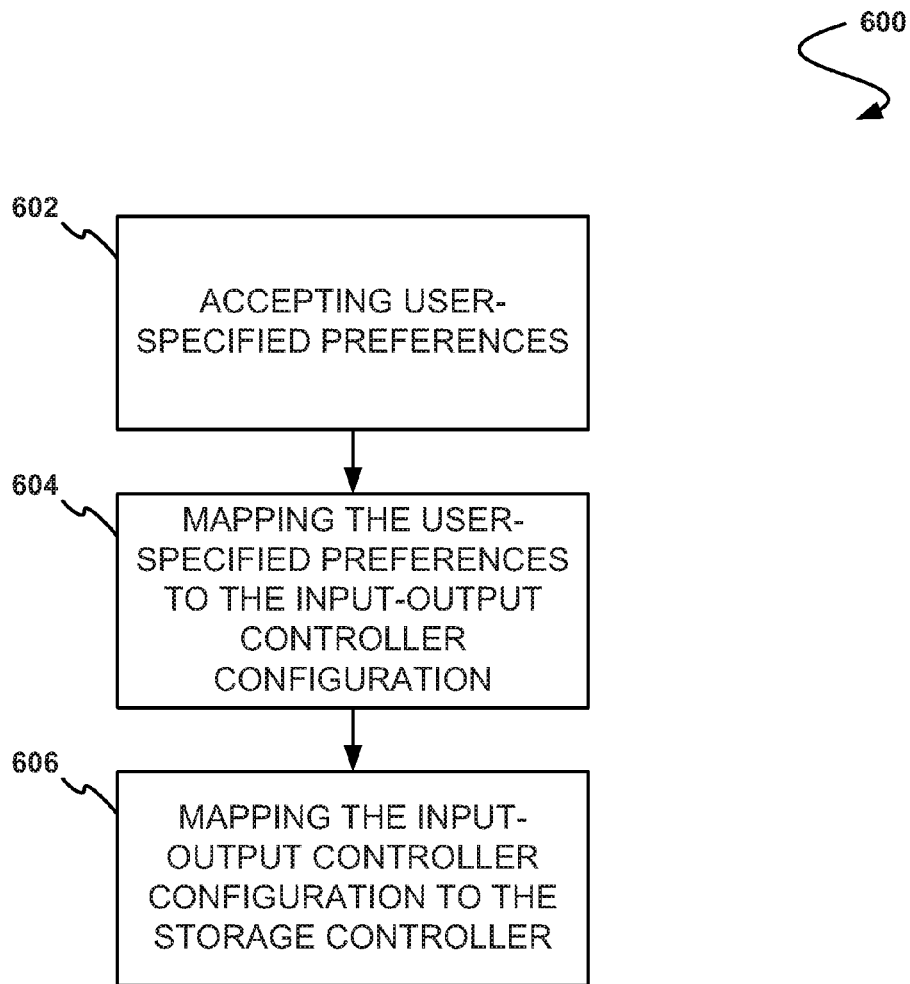 600
602
ACCEPTING USER-
SPECIFIED PREFERENCES
604
MAPPING THE USER-
SPECIFIED PREFERENCES
TO THE INPUT-OUTPUT
CONTROLLER
CONFIGURATION
606
MAPPING THE INPUT-
OUTPUT CONTROLLER
CONFIGURATION TO THE
STORAGE CONTROLLER